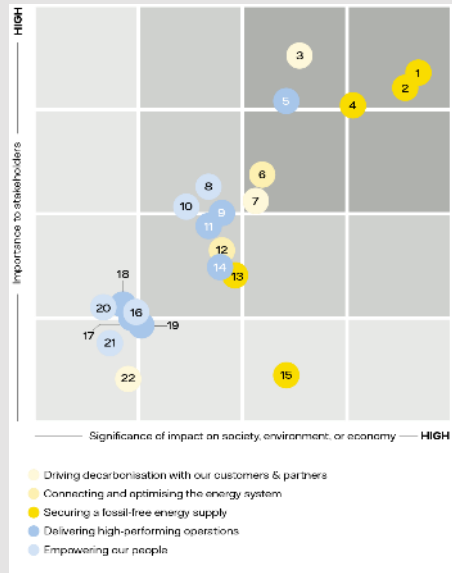 HIGH
Importance to stakeholders
3
1
2
5
4
6
8
7
10
9
11
12
14
13
18
20
16
17
19
21
15
22
Significance of impact on society, environment, or economy
HIGH
Driving decarbonisation with our customers & partners
Connecting and optimising the energy system
Securing a fossil-free energy supply
Delivering high-performing operations
Empowering our people